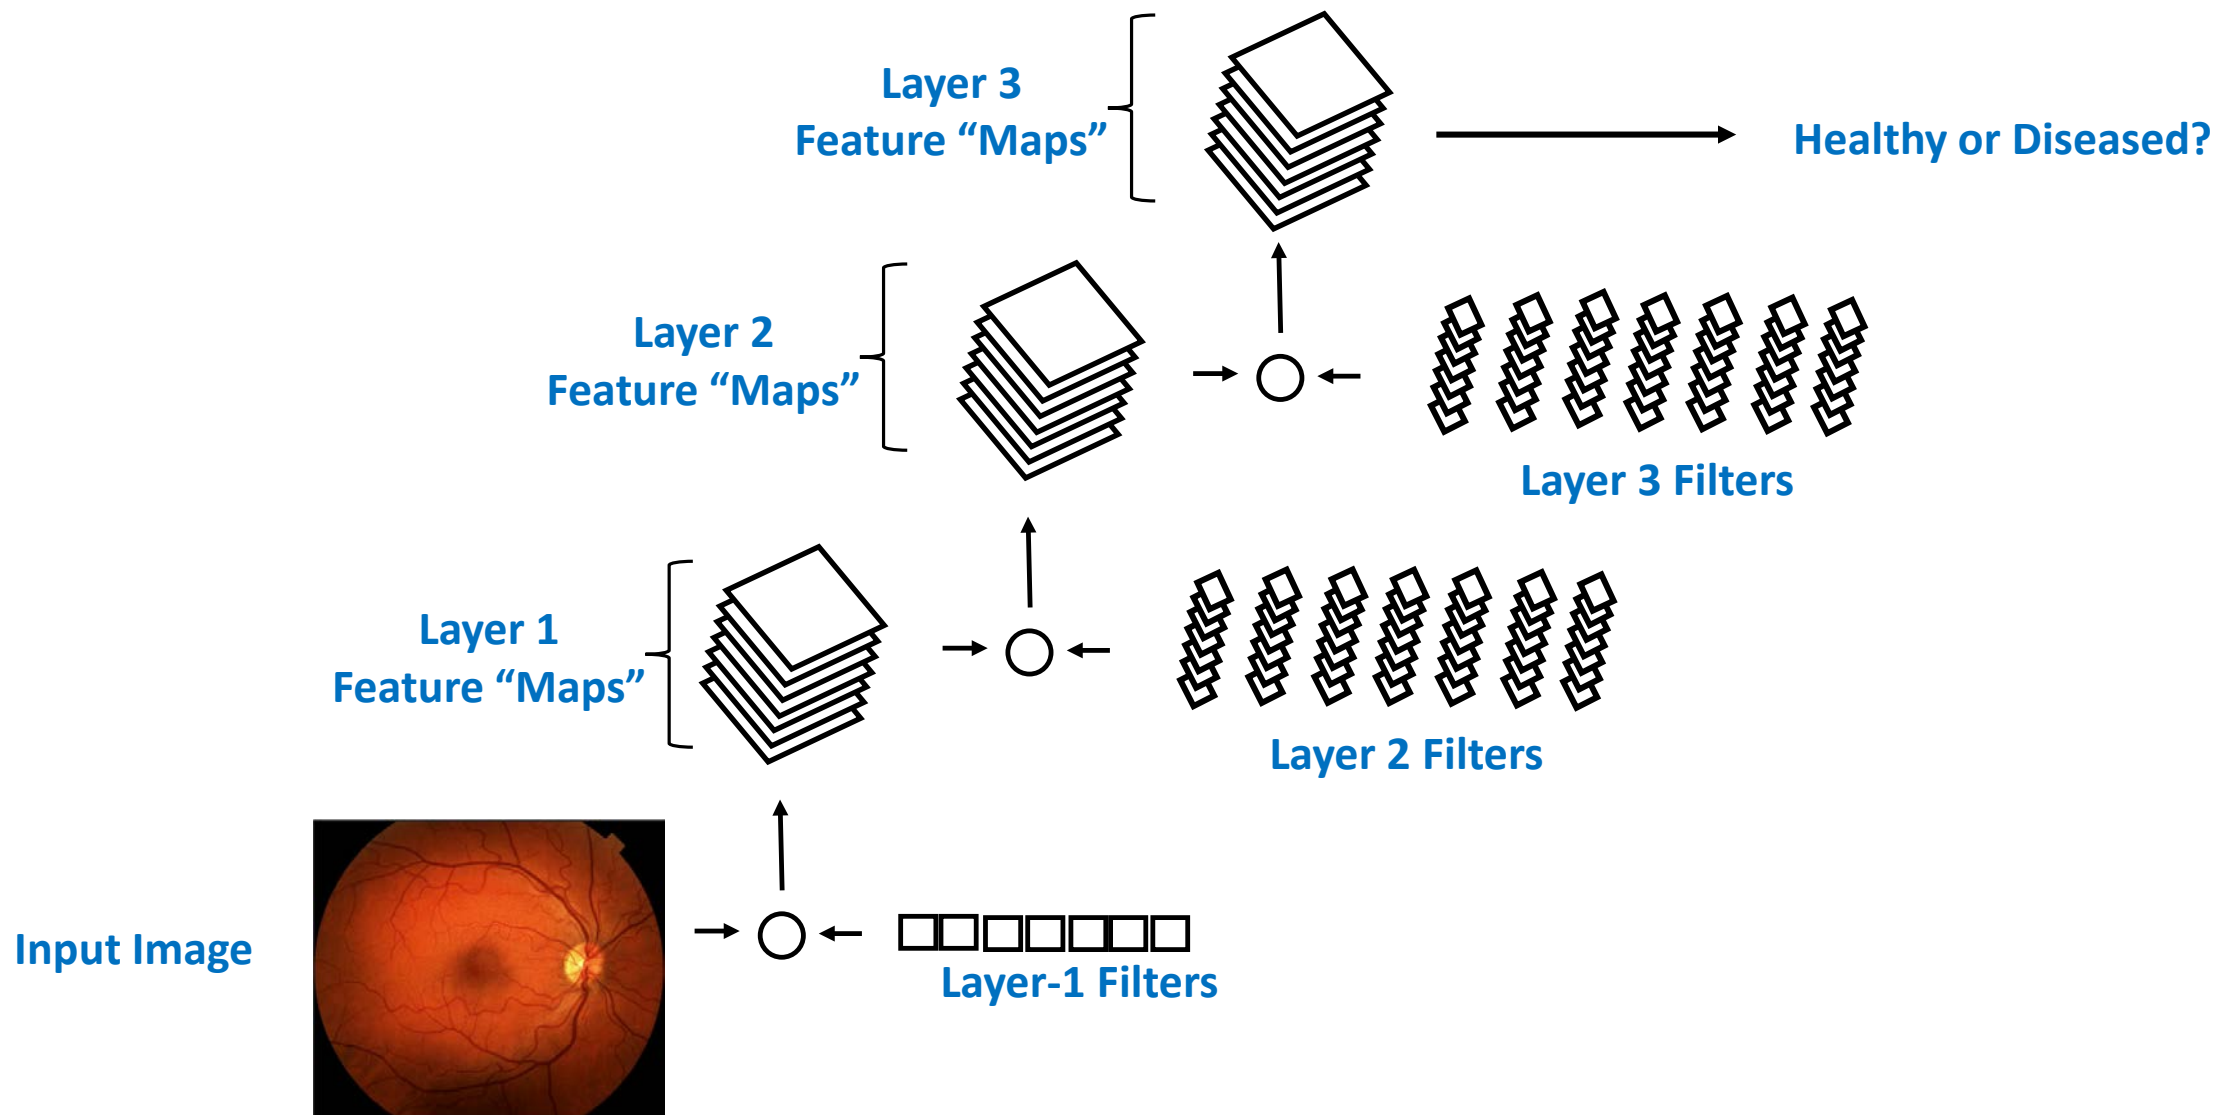 Layer 3
Feature “Maps”
Healthy or Diseased?
Layer 2
Feature “Maps”
Layer 3 Filters
Layer 1
Feature “Maps”
Layer 2 Filters
Input Image
Layer-1 Filters